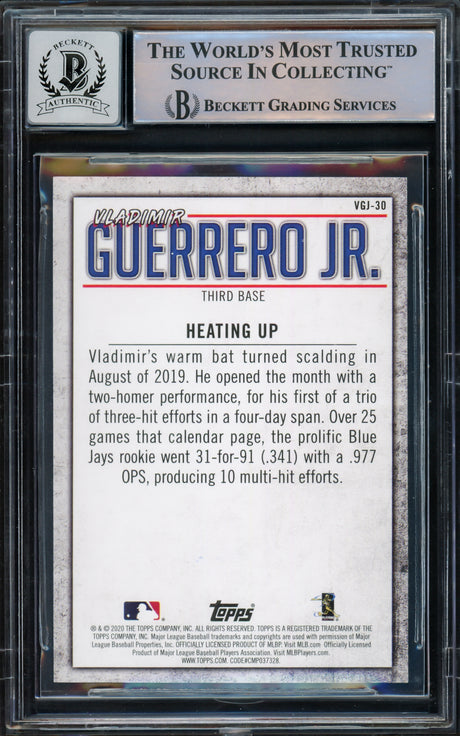 BECKETT
B
AUTHENTIC
THE WORLD'S MOST TRUSTED
SOURCE IN COLLECTING™
B BECKETT GRADING SERVICES
VGJ-30
VLADIMIR
GUERRERO JR.
THIRD BASE
HEATING UP
Vladimir's warm bat turned scalding in
August of 2019. He opened the month with a
two-homer performance, for his first of a trio
of three-hit efforts in a four-day span. Over 25
games that calendar page, the prolific Blue
Jays rookie went 31-for-91 (.341) with a .977
OPS, producing 10 multi-hit efforts.
topps
® & © 2020 THE TOPPS COMPANY, INC. ALL RIGHTS RESERVED. TOPPS IS A REGISTERED TRADEMARK OF THE
TOPPS COMPANY, INC. Major League Baseball trademarks and copyrights are used with permission of Major
League Baseball Properties, Inc. OFFICIALLY LICENSED PRODUCT OF MLBP. Visit MLB.com Officially Licensed
Product of Major League Baseball Players Association. Visit MLBPlayers.com.
WWW.TOPPS.COM. CODE#CMP037328.